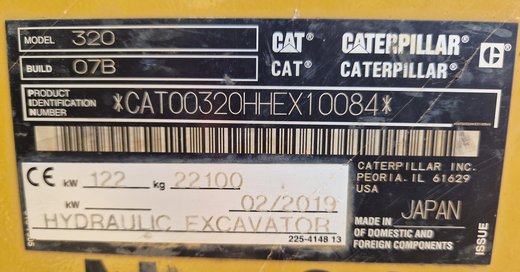 MODEL 320 CAT® CATERPILLAR®
BUILD 07B CAT® CATERPILLAR®
PRODUCT IDENTIFICATION NUMBER *CAT00320HHEX10084*
CE kW 122 kg 22100
kW 02/2019
HYDRAULIC EXCAVATOR
225-4148 13
CATERPILLAR INC.
PEORIA, IL 61629
USA
MADE IN JAPAN
OF DOMESTIC AND
FOREIGN COMPONENTS
ISSUE